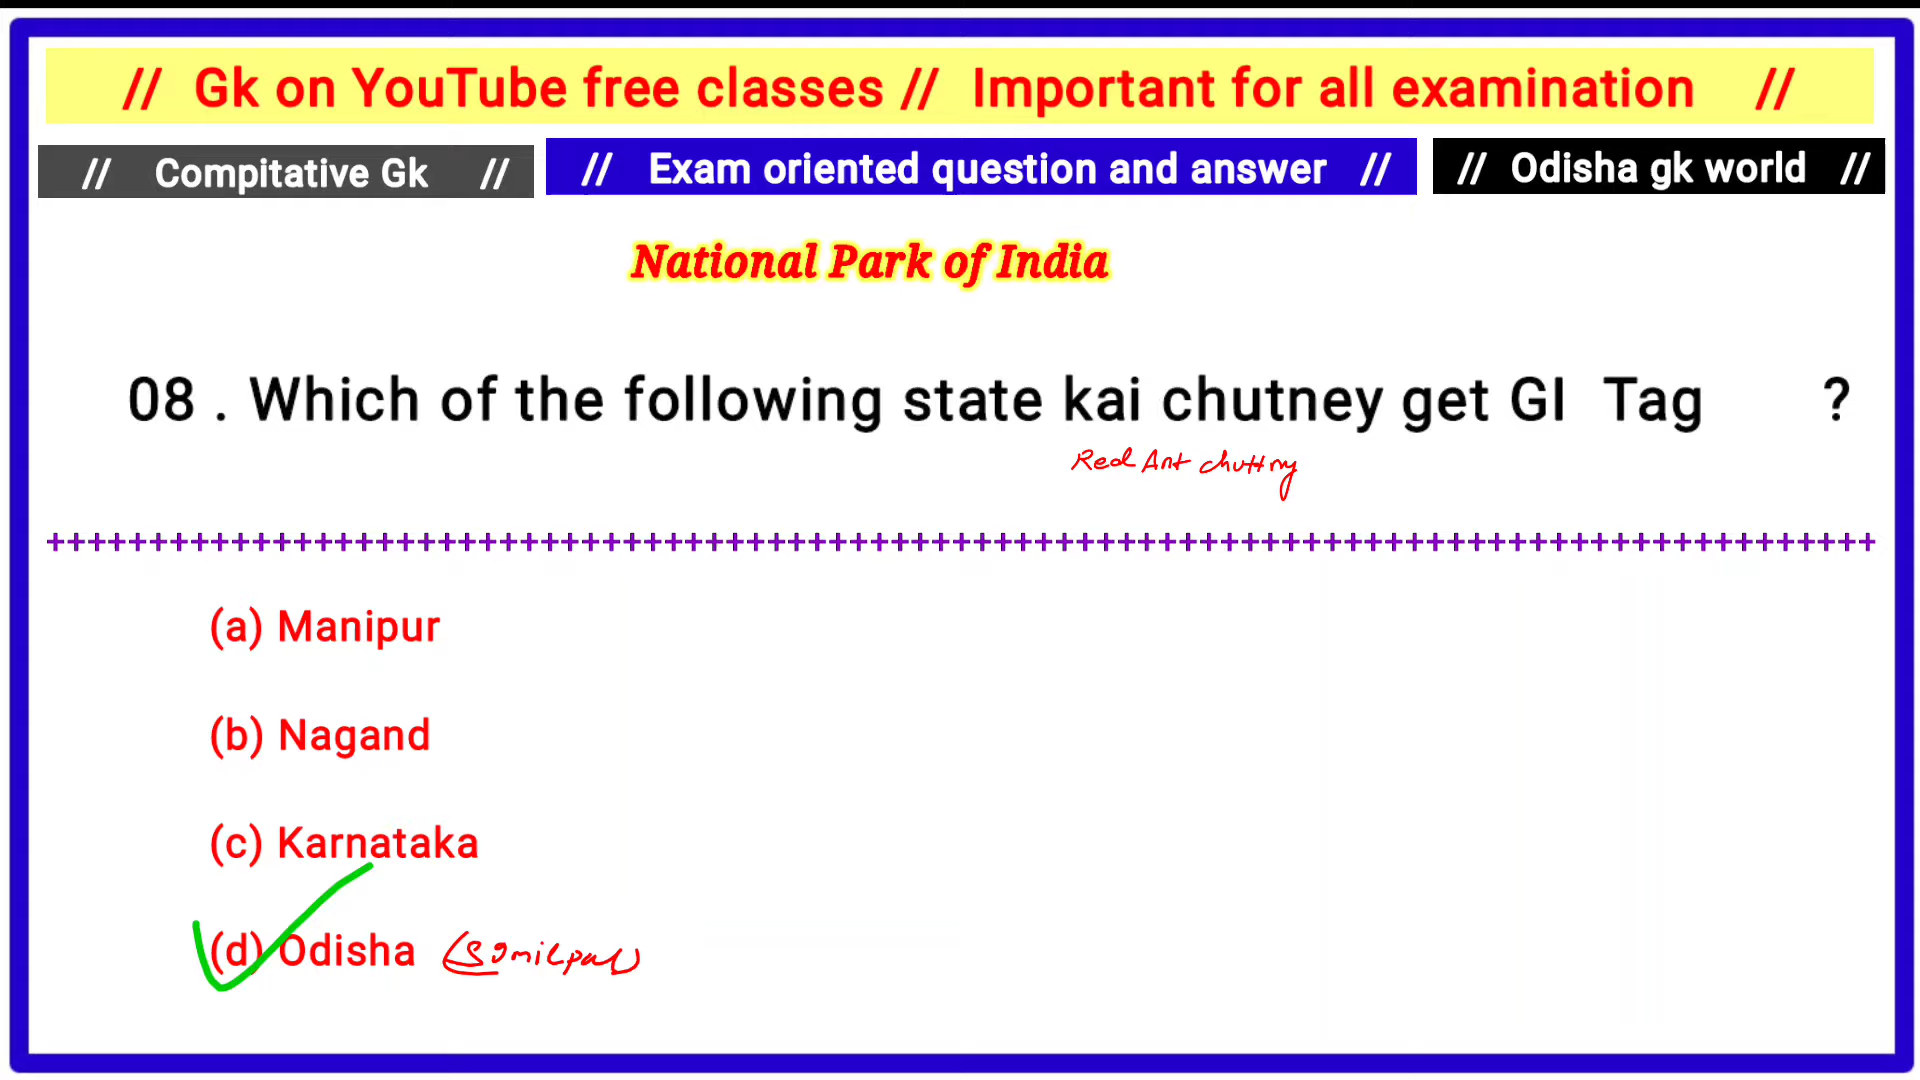 // Gk on YouTube free classes // Important for all examination //
// Compitative Gk //
// Exam oriented question and answer //
// Odisha gk world //
National Park of India
08 . Which of the following state kai chutney get GI Tag ?
Red Ant
++++++++++++++++++++++++++++++++++++++++++++++++++++++++++++++++++++++++++++++++++++++++
(a) Manipur
(b) Nagand
(c) Karnataka
(d) Odisha